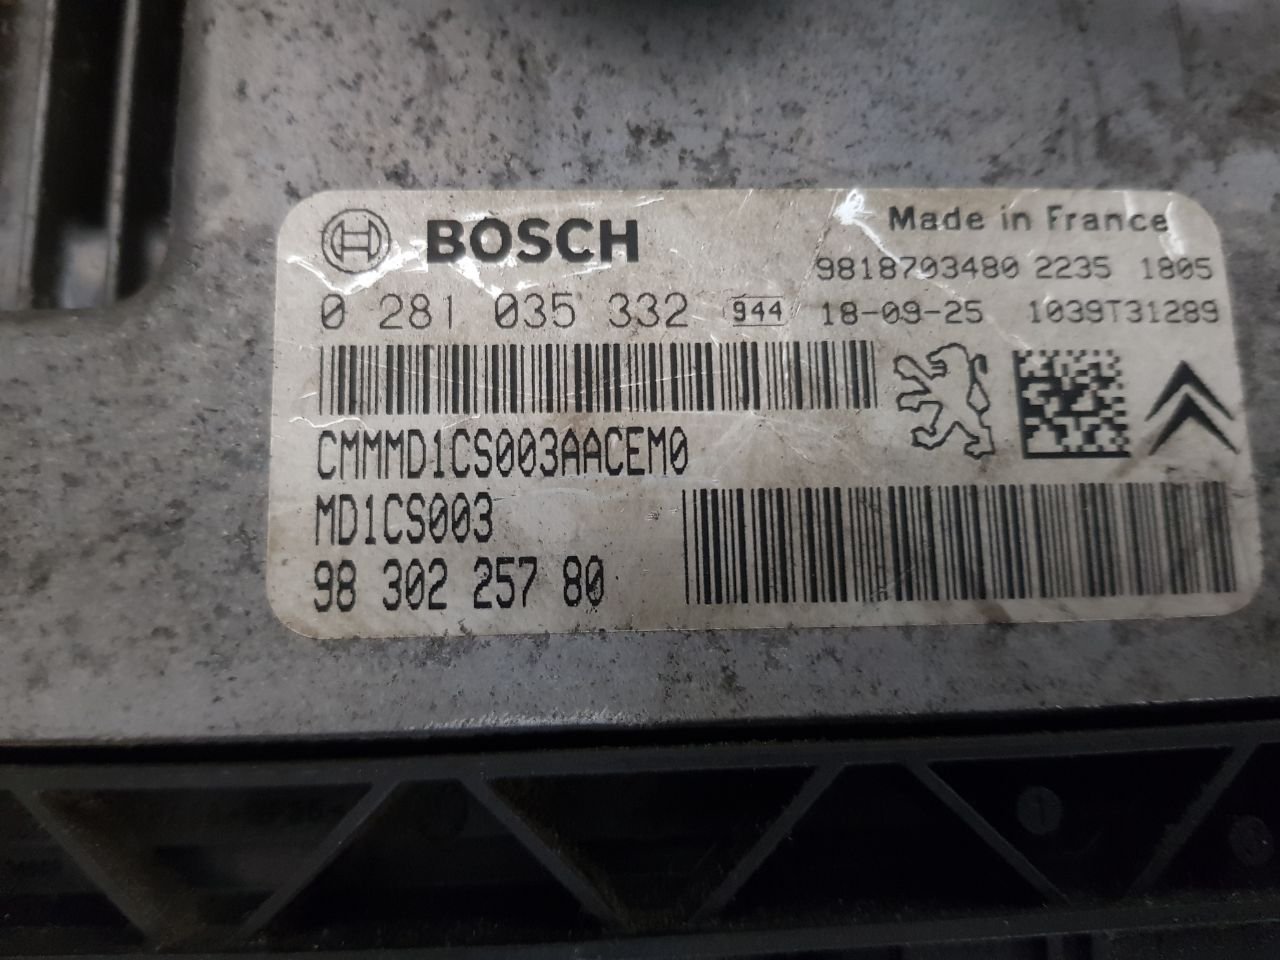 BOSCH
Made in France
9818703480 2235 1805
0 281 035 332 944 18-09-25 1039T31289
CMMMD1CS003AACEM0
MD1CS003
98 302 257 80